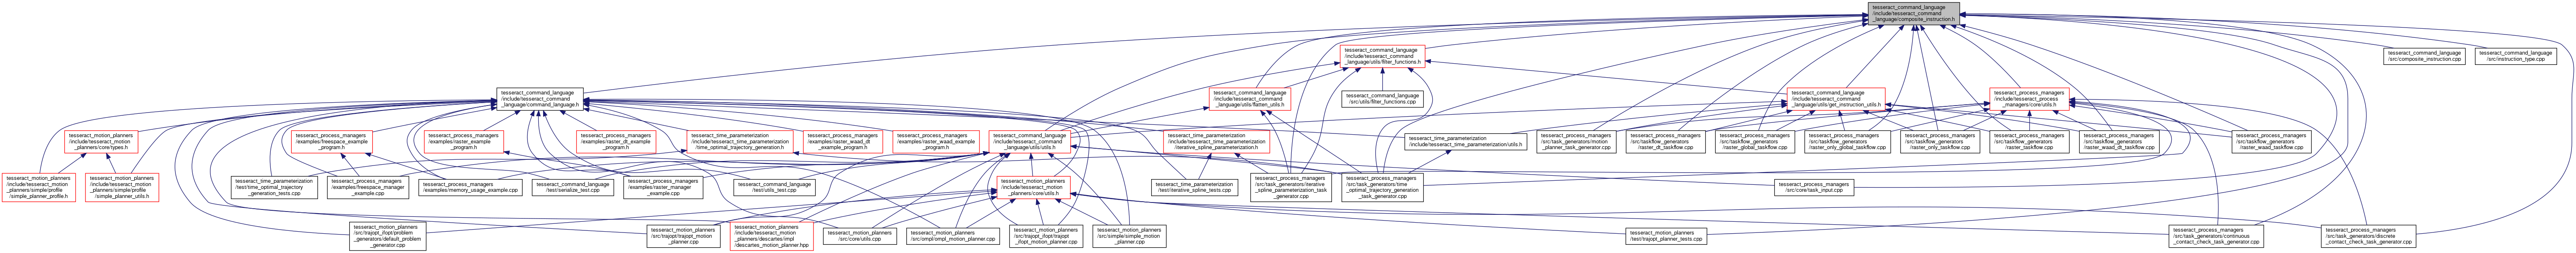 tesseract_command_language
/include/tesseract_command
_language/composite_instruction.h
tesseract_command_language
/include/tesseract_command
_language/utils/filter_functions.h
tesseract_command_language
/src/composite_instruction.cpp
tesseract_command_language
/src/instruction_type.cpp
tesseract_command_language
/include/tesseract_command
_language/command_language.h
tesseract_command_language
/include/tesseract_command
_language/utils/flatten_utils.h
tesseract_command_language
/src/utils/filter_functions.cpp
tesseract_command_language
/include/tesseract_command
_language/utils/get_instruction_utils.h
tesseract_process_managers
/include/tesseract_process
_managers/core/utils.h
tesseract_motion_planners
/include/tesseract_motion
_planners/core/types.h
tesseract_process_managers
/examples/freespace_example
_program.h
tesseract_process_managers
/examples/raster_example
_program.h
tesseract_process_managers
/examples/raster_dt_example
_program.h
tesseract_time_parameterization
/include/tesseract_time_parameterization
/time_optimal_trajectory_generation.h
tesseract_process_managers
/examples/raster_waad_dt
_example_program.h
tesseract_process_managers
/examples/raster_waad_example
_program.h
tesseract_command_language
/include/tesseract_command
_language/utils/utils.h
tesseract_time_parameterization
/include/tesseract_time_parameterization
/iterative_spline_parameterization.h
tesseract_time_parameterization
/include/tesseract_time_parameterization/utils.h
tesseract_process_managers
/src/task_generators/motion
_planner_task_generator.cpp
tesseract_process_managers
/src/taskflow_generators
/raster_dt_taskflow.cpp
tesseract_process_managers
/src/taskflow_generators
/raster_global_taskflow.cpp
tesseract_process_managers
/src/taskflow_generators
/raster_only_global_taskflow.cpp
tesseract_process_managers
/src/taskflow_generators
/raster_only_taskflow.cpp
tesseract_process_managers
/src/taskflow_generators
/raster_taskflow.cpp
tesseract_process_managers
/src/taskflow_generators
/raster_waad_dt_taskflow.cpp
tesseract_process_managers
/src/taskflow_generators
/raster_waad_taskflow.cpp
tesseract_motion_planners
/include/tesseract_motion
_planners/simple/profile
/simple_planner_profile.h
tesseract_motion_planners
/include/tesseract_motion
_planners/simple/profile
/simple_planner_utils.h
tesseract_time_parameterization
/test/time_optimal_trajectory
_generation_tests.cpp
tesseract_process_managers
/examples/freespace_manager
_example.cpp
tesseract_process_managers
/examples/memory_usage_example.cpp
tesseract_command_language
/test/serialize_test.cpp
tesseract_process_managers
/examples/raster_manager
_example.cpp
tesseract_command_language
/test/utils_test.cpp
tesseract_motion_planners
/include/tesseract_motion
_planners/core/utils.h
tesseract_time_parameterization
/test/iterative_spline_tests.cpp
tesseract_process_managers
/src/task_generators/iterative
_spline_parameterization_task
_generator.cpp
tesseract_process_managers
/src/task_generators/time
_optimal_trajectory_generation
_task_generator.cpp
tesseract_process_managers
/src/core/task_input.cpp
tesseract_motion_planners
/src/trajopt_ifopt/problem
_generators/default_problem
_generator.cpp
tesseract_motion_planners
/src/trajopt/trajopt_motion
_planner.cpp
tesseract_motion_planners
/include/tesseract_motion
_planners/descartes/impl
/descartes_motion_planner.hpp
tesseract_motion_planners
/src/core/utils.cpp
tesseract_motion_planners
/src/ompl/ompl_motion_planner.cpp
tesseract_motion_planners
/src/trajopt_ifopt/trajopt
_ifopt_motion_planner.cpp
tesseract_motion_planners
/src/simple/simple_motion
_planner.cpp
tesseract_motion_planners
/test/trajopt_planner_tests.cpp
tesseract_process_managers
/src/task_generators/continuous
_contact_check_task_generator.cpp
tesseract_process_managers
/src/task_generators/discrete
_contact_check_task_generator.cpp